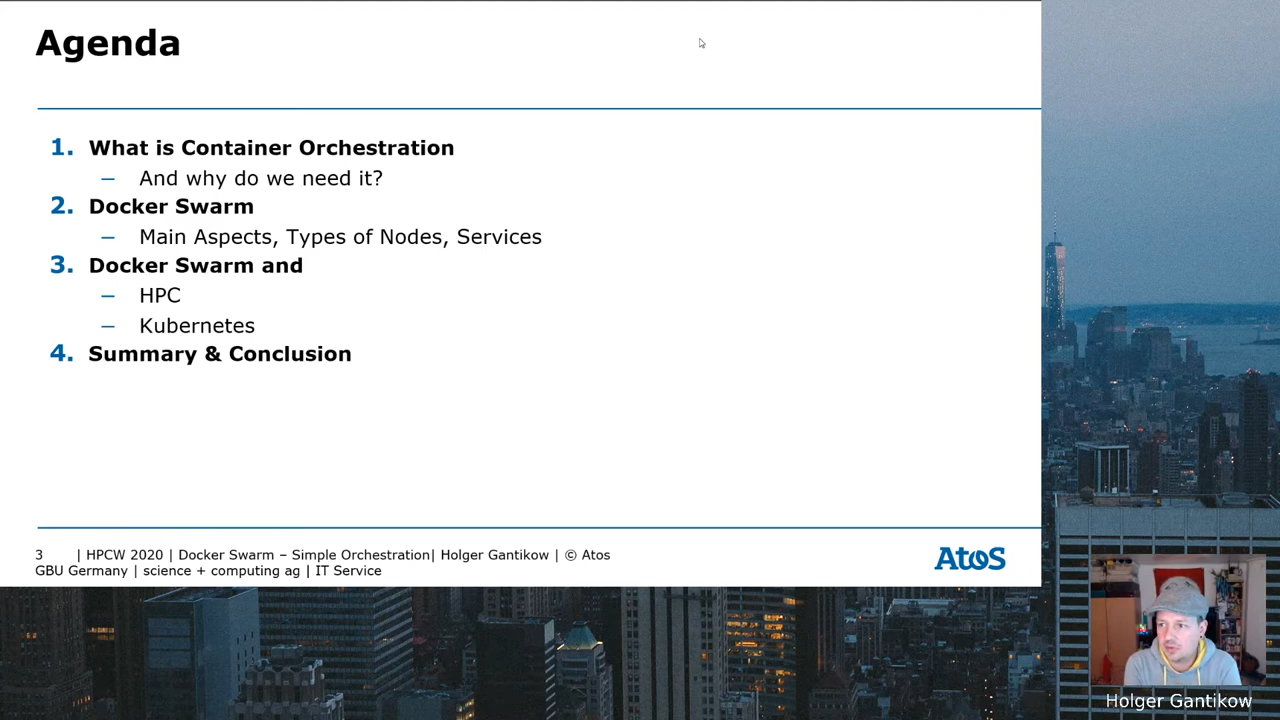 Agenda
1. What is Container Orchestration
– And why do we need it?
2. Docker Swarm
– Main Aspects, Types of Nodes, Services
3. Docker Swarm and
– HPC
– Kubernetes
4. Summary & Conclusion
3 | HPCW 2020 | Docker Swarm – Simple Orchestration| Holger Gantikow | © Atos
GBU Germany | science + computing ag | IT Service
Atos
Holger Gantikow